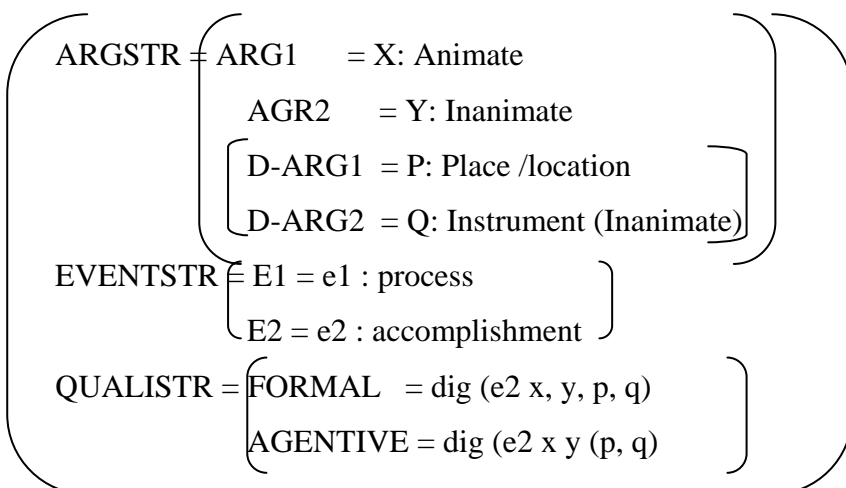 ARGSTR = ARG1 = X: Animate
AGR2 = Y: Inanimate
D-ARG1 = P: Place /location
D-ARG2 = Q: Instrument (Inanimate)
EVENTSTR = E1 = e1 : process
E2 = e2 : accomplishment
QUALISTR = FORMAL = dig (e2 x, y, p, q)
AGENTIVE = dig (e2 x y (p, q)